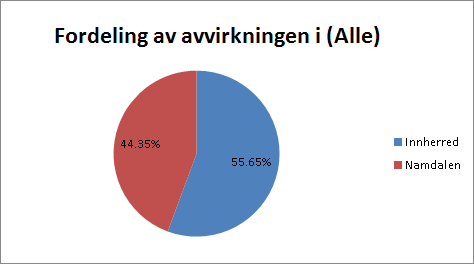 Fordeling av avvirkningen i (Alle)
44.35%
55.65%
Innherred
Namdalen